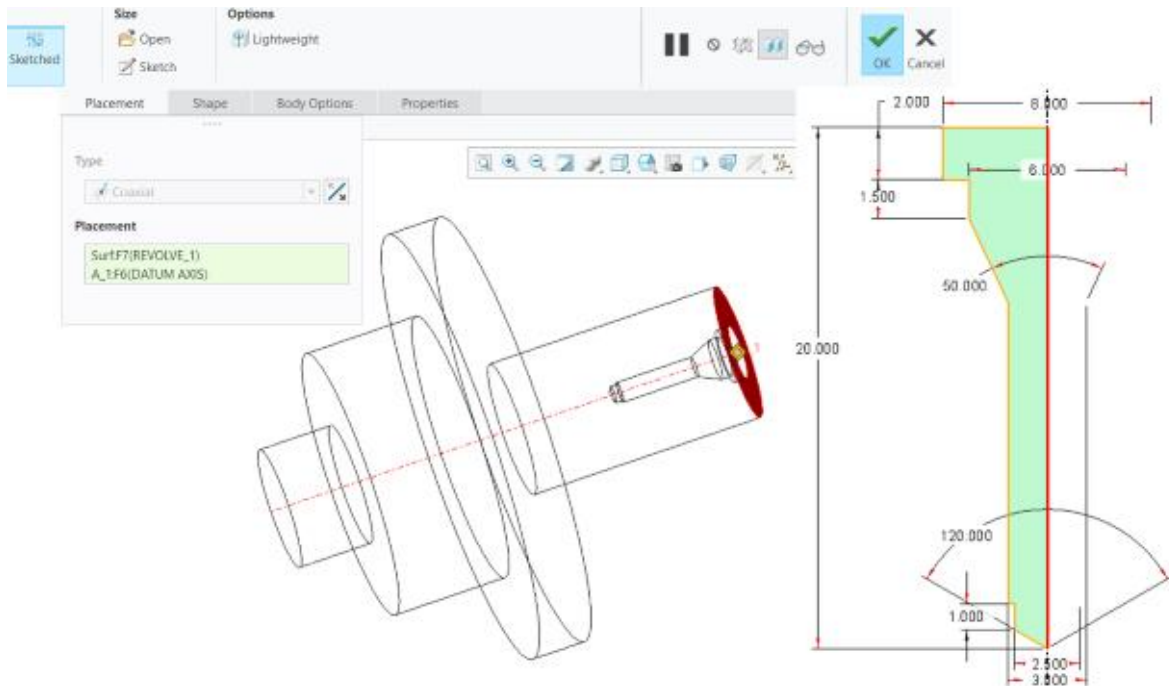 Size
Options
Sketched
Open
Lightweight
Sketch
OK
Cancel
Placement
Shape
Body Options
Properties
Type
Coaxial
Placement
Surf:F7(REVOLVE_1)
A_1:F6(DATUM AXIS)
1
2.000
8.000
6.000
1.500
50.000
20.000
120.000
1.000
2.500
3.000